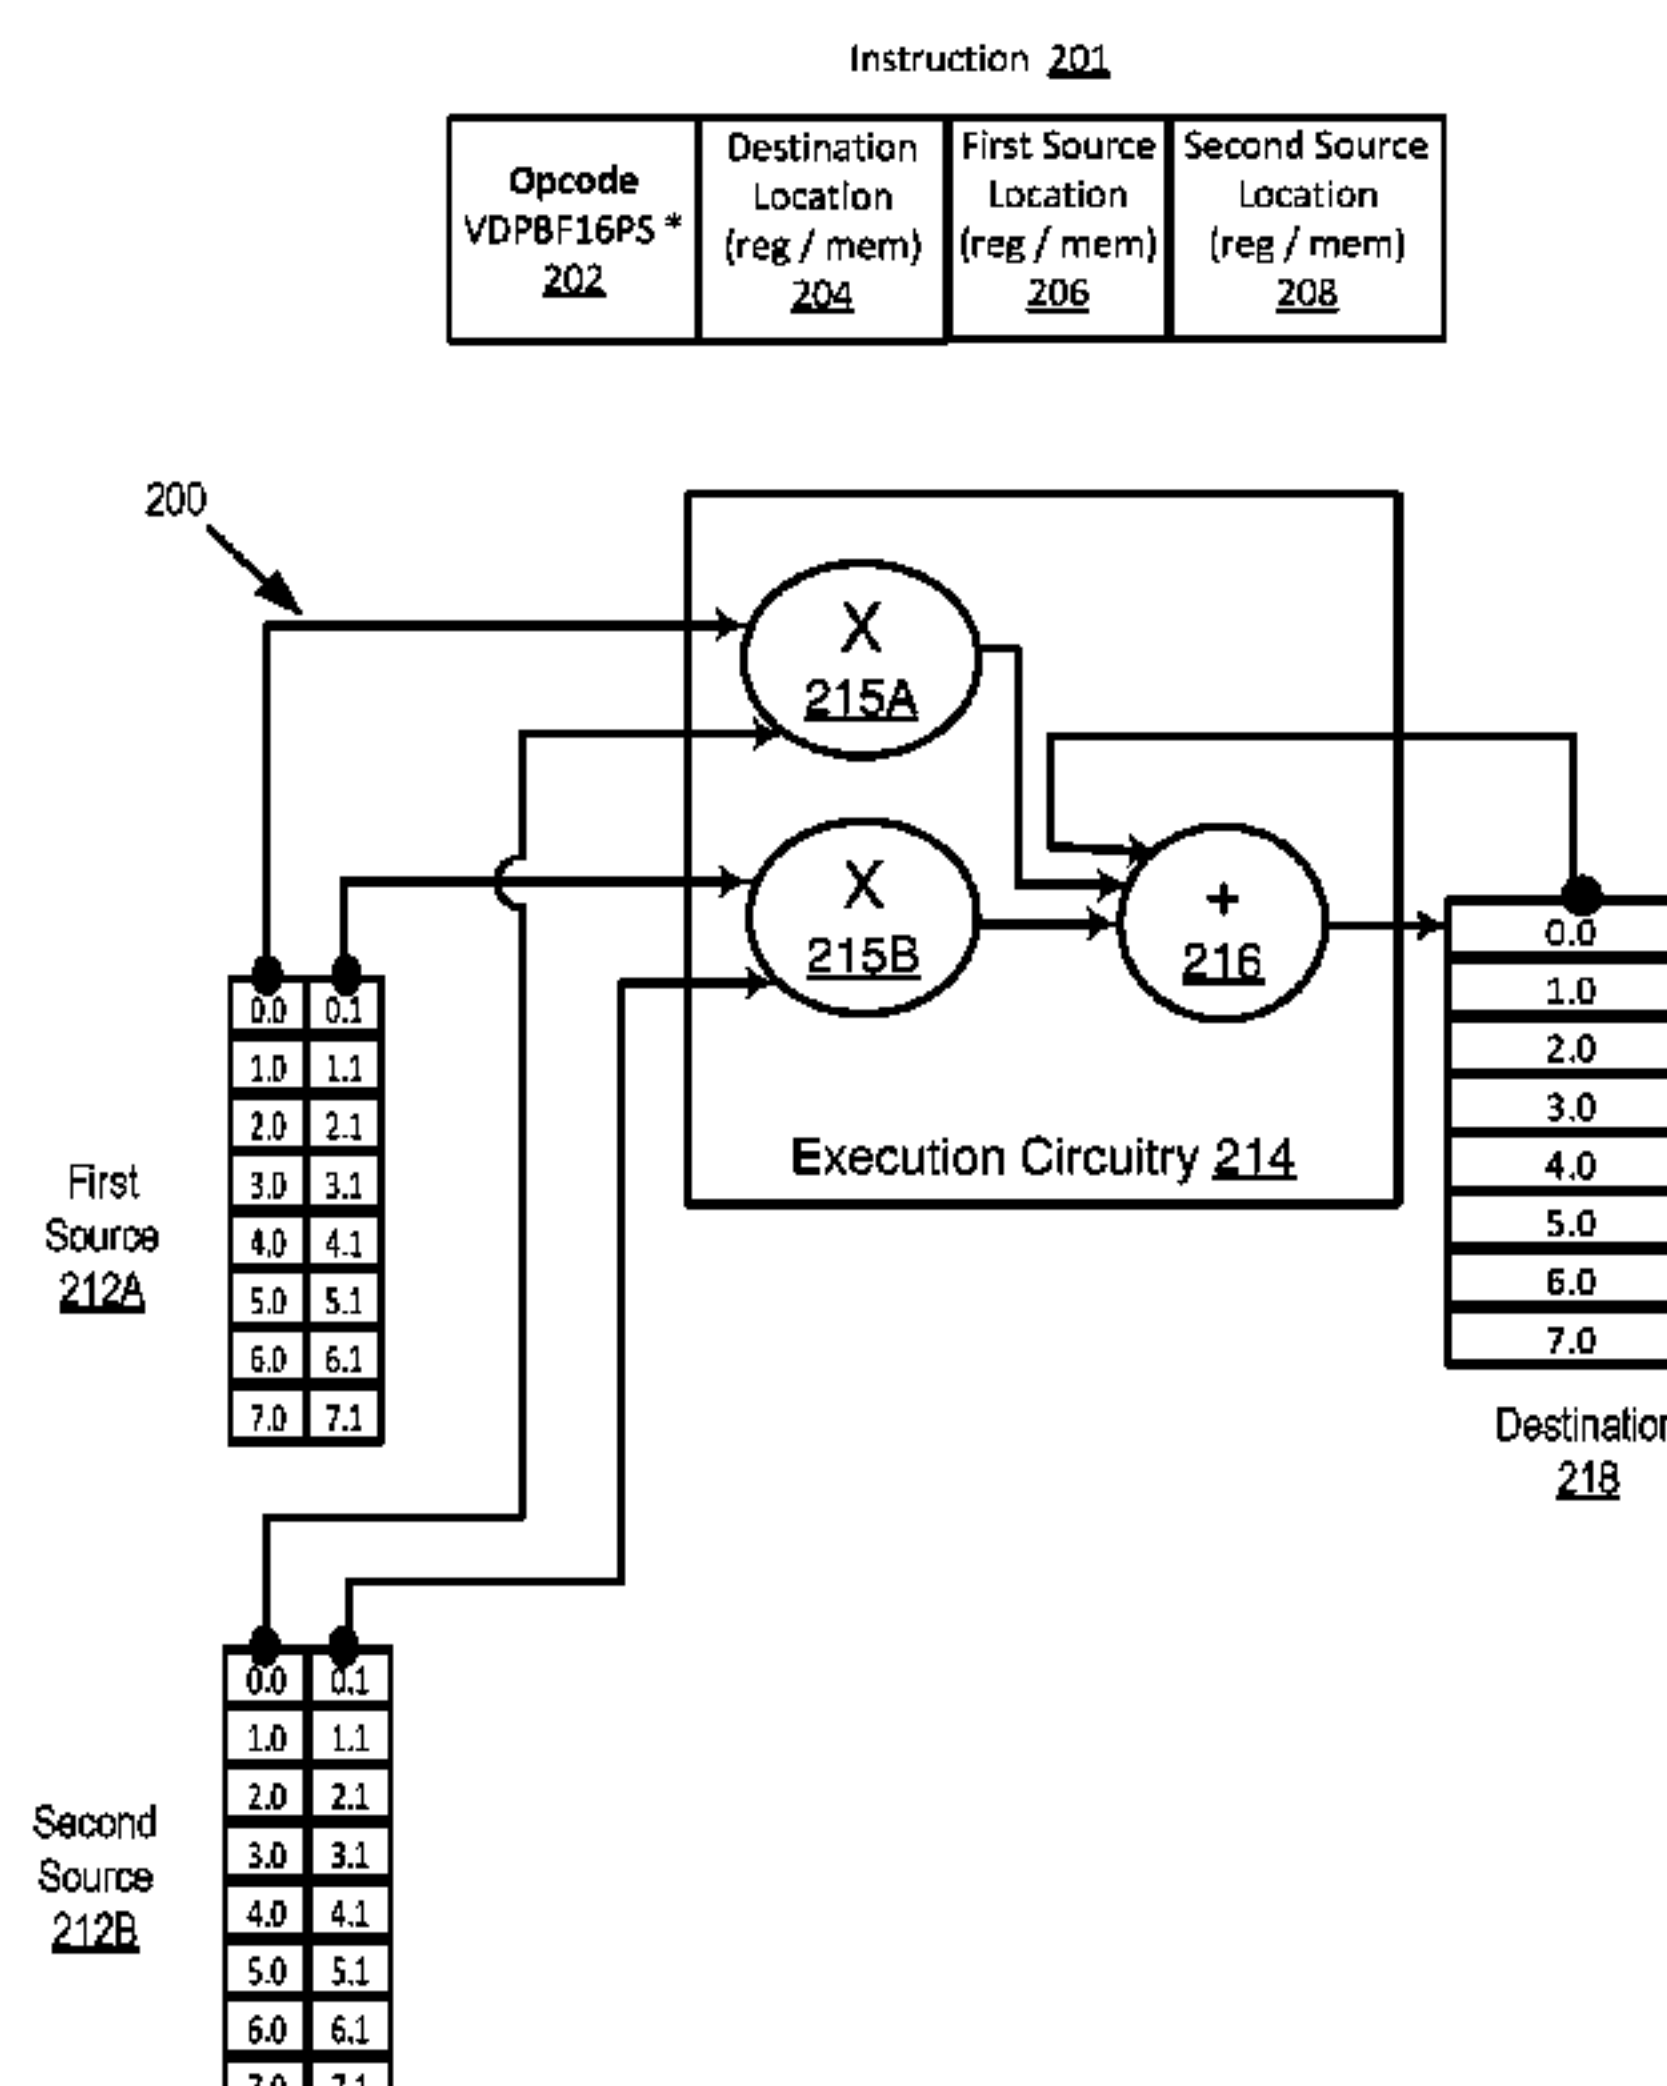 Instruction 201
Opcode
VDPBF16PS *
202
Destination
Location
(reg / mem)
204
First Source
Location
(reg / mem)
206
Second Source
Location
(reg / mem)
208
200
X
215A
X
215B
+
216
Execution Circuitry 214
First
Source
212A
0.0 0.1
1.0 1.1
2.0 2.1
3.0 3.1
4.0 4.1
5.0 5.1
6.0 6.1
7.0 7.1
0.0
1.0
2.0
3.0
4.0
5.0
6.0
7.0
Destination
218
Second
Source
212B
0.0 0.1
1.0 1.1
2.0 2.1
3.0 3.1
4.0 4.1
5.0 5.1
6.0 6.1
7.0 7.1